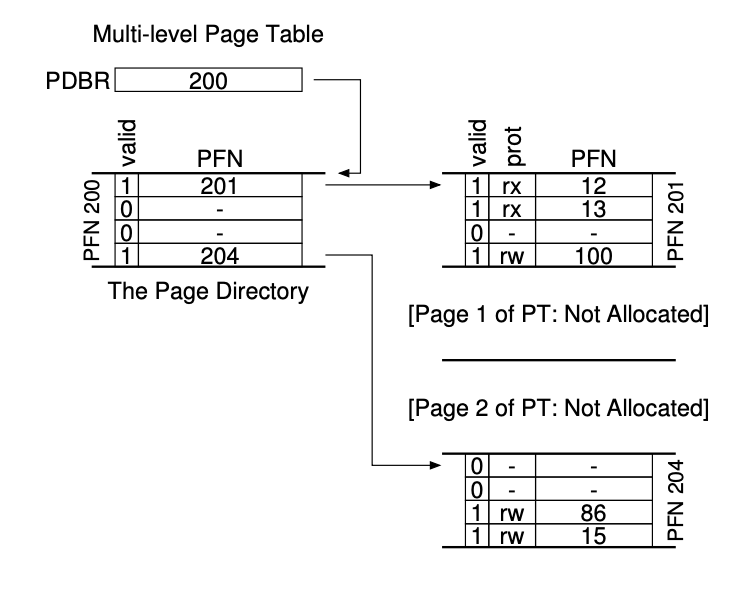 Multi-level Page Table
PDBR 200
valid PFN
PFN 200
1 201
0 -
0 -
1 204
The Page Directory
valid prot PFN
1 rx 12
1 rx 13
0 - -
1 rw 100
PFN 201
[Page 1 of PT: Not Allocated]
[Page 2 of PT: Not Allocated]
0 - -
0 - -
1 rw 86
1 rw 15
PFN 204